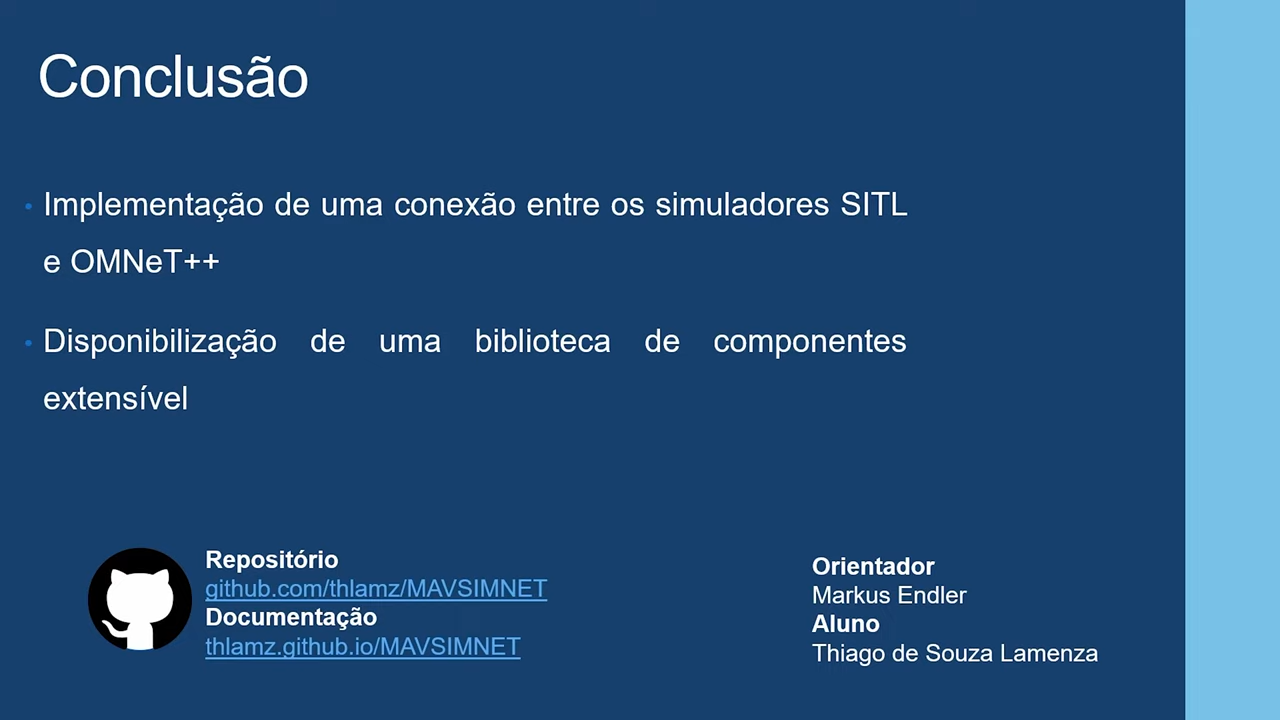 Conclusão
• Implementação de uma conexão entre os simuladores SITL
e OMNeT++
• Disponibilização de uma biblioteca de componentes
extensível
Repositório
github.com/thlamz/MAVSIMNET
Documentação
thlamz.github.io/MAVSIMNET
Orientador
Markus Endler
Aluno
Thiago de Souza Lamenza